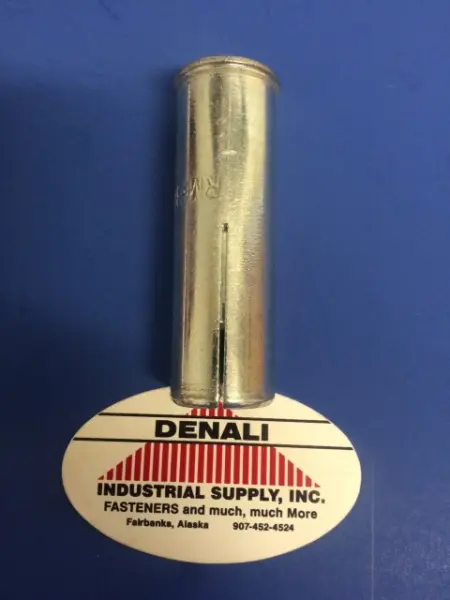 DENALI
INDUSTRIAL SUPPLY, INC.
FASTENERS and much, much More
Fairbanks, Alaska 907-452-4524